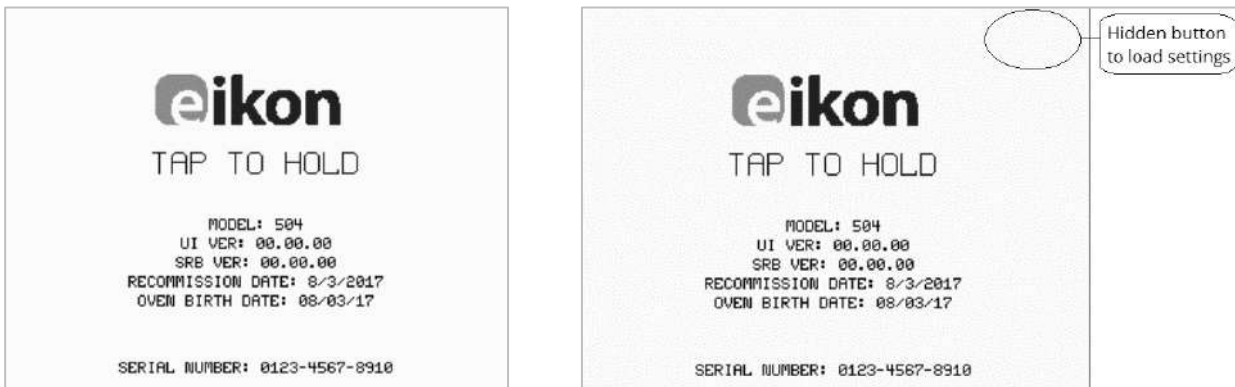 eikon
TAP TO HOLD
MODEL: 504
UI VER: 00.00.00
SRB VER: 00.00.00
RECOMMISSION DATE: 8/3/2017
OVEN BIRTH DATE: 08/03/17
SERIAL NUMBER: 0123-4567-8910
eikon
TAP TO HOLD
MODEL: 504
UI VER: 00.00.00
SRB VER: 00.00.00
RECOMMISSION DATE: 8/3/2017
OVEN BIRTH DATE: 08/03/17
SERIAL NUMBER: 0123-4567-8910
Hidden button
to load settings